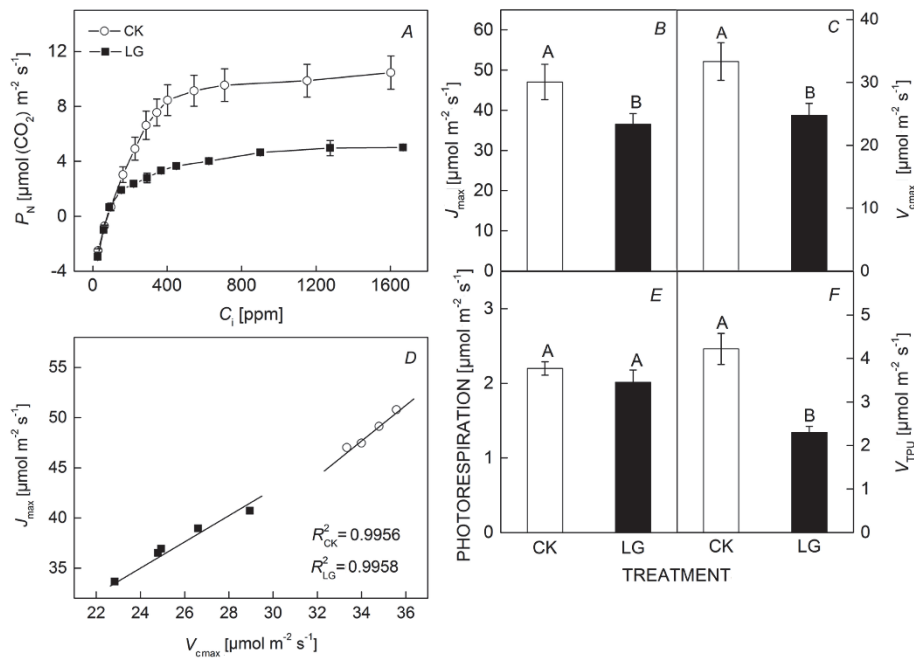 CK
LG
A
12
8
4
0
-4
P_N [µmol (CO₂) m⁻² s⁻¹]
0 400 800 1200 1600
C_i [ppm]
B
70
60
50
40
30
20
10
0
J_max [µmol m⁻² s⁻¹]
A
B
C
40
30
20
10
0
V_cmax [µmol m⁻² s⁻¹]
A
B
D
55
50
45
40
35
J_max [µmol m⁻² s⁻¹]
R²_CK = 0.9956
R²_LG = 0.9958
22 24 26 28 30 32 34 36
V_cmax [µmol m⁻² s⁻¹]
E
3
2
1
0
PHOTORESPIRATION [µmol m⁻² s⁻¹]
A
A
F
5
4
3
2
1
0
V_TPU [µmol m⁻² s⁻¹]
A
B
CK LG CK LG
TREATMENT